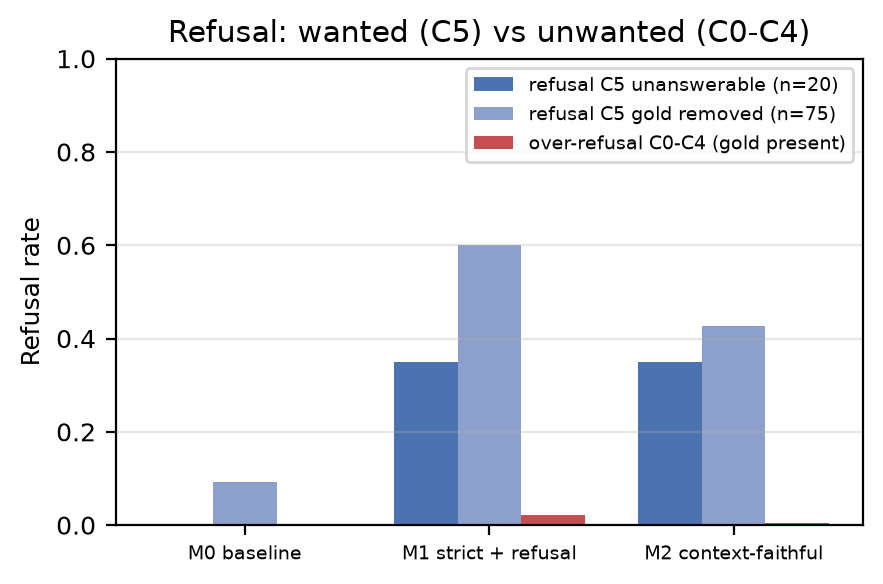 Refusal: wanted (C5) vs unwanted (C0-C4)
refusal C5 unanswerable (n=20)
refusal C5 gold removed (n=75)
over-refusal C0-C4 (gold present)
Refusal rate
1.0
0.8
0.6
0.4
0.2
0.0
M0 baseline
M1 strict + refusal
M2 context-faithful